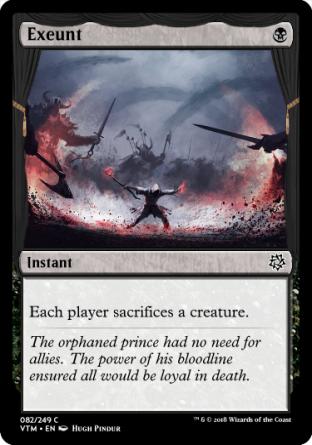 Exeunt
Instant
Each player sacrifices a creature.
The orphaned prince had no need for
allies. The power of his bloodline
ensured all would be loyal in death.
082/249 C
VTM • EN HUGH PINDUR
™ & © 2018 Wizards of the Coast